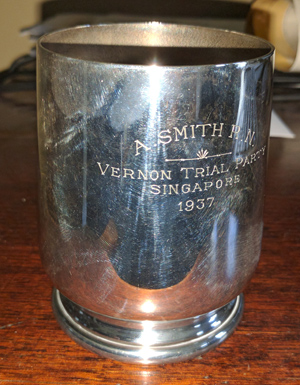 A. SMITH R.N.
VERNON TRIAL PARTY
SINGAPORE
1937